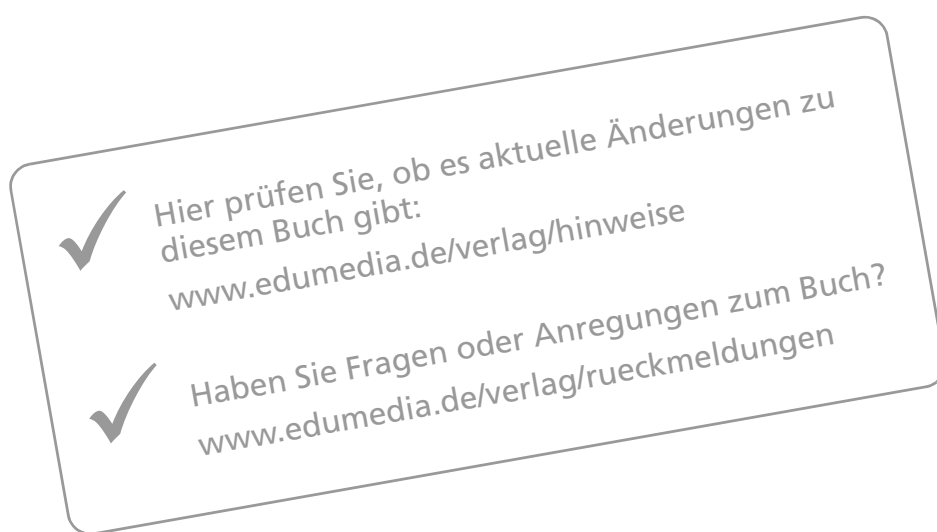 Hier prüfen Sie, ob es aktuelle Änderungen zu
diesem Buch gibt:
www.edumedia.de/verlag/hinweise
Haben Sie Fragen oder Anregungen zum Buch?
www.edumedia.de/verlag/rueckmeldungen